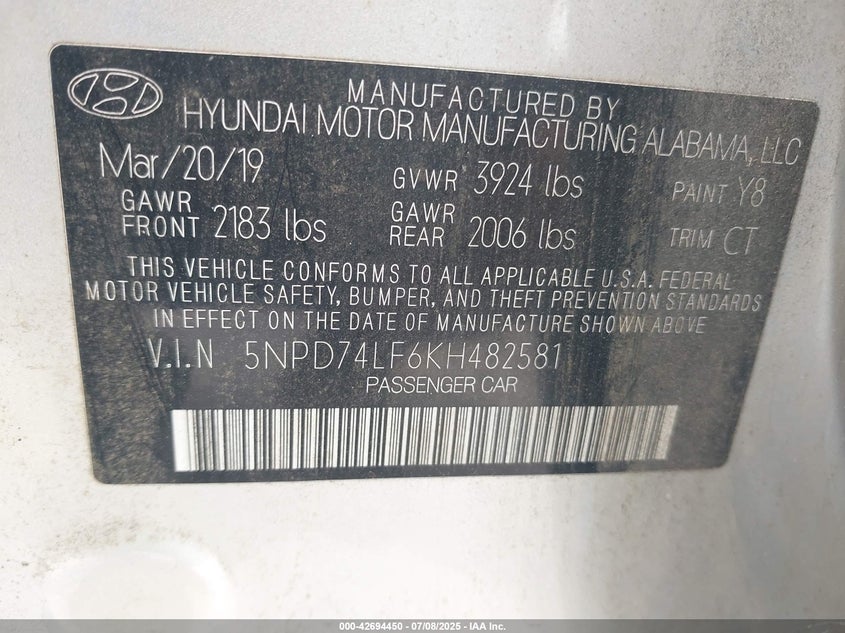 MANUFACTURED BY
HYUNDAI MOTOR MANUFACTURING ALABAMA, LLC
Mar/20/19 GVWR 3924 lbs PAINT Y8
GAWR FRONT 2183 lbs GAWR REAR 2006 lbs TRIM CT
THIS VEHICLE CONFORMS TO ALL APPLICABLE U.S.A. FEDERAL
MOTOR VEHICLE SAFETY, BUMPER, AND THEFT PREVENTION STANDARDS
IN EFFECT ON THE DATE OF MANUFACTURE SHOWN ABOVE
V.I.N 5NPD74LF6KH482581
PASSENGER CAR
000-42694450 - 07/08/2025 - IAA Inc.